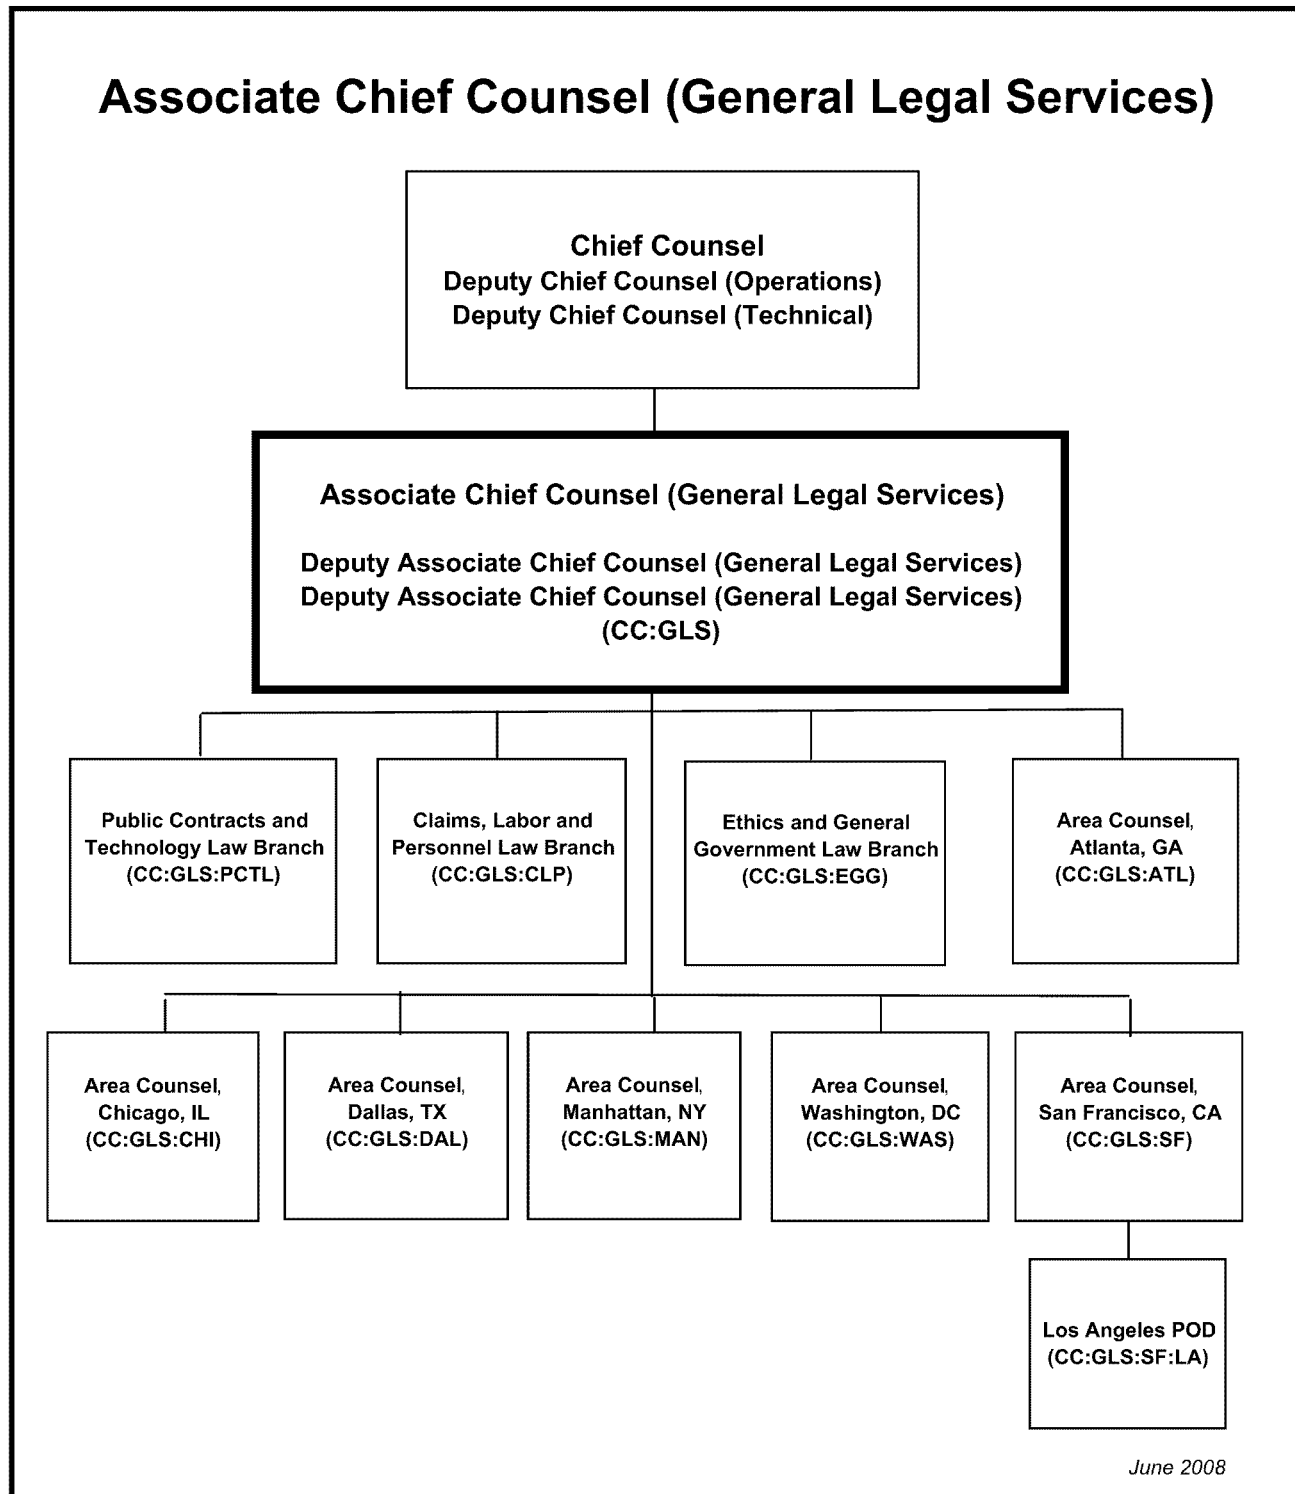 Associate Chief Counsel (General Legal Services)
Chief Counsel
Deputy Chief Counsel (Operations)
Deputy Chief Counsel (Technical)
Associate Chief Counsel (General Legal Services)
Deputy Associate Chief Counsel (General Legal Services)
Deputy Associate Chief Counsel (General Legal Services)
(CC:GLS)
Public Contracts and
Technology Law Branch
(CC:GLS:PCTL)
Claims, Labor and
Personnel Law Branch
(CC:GLS:CLP)
Ethics and General
Government Law Branch
(CC:GLS:EGG)
Area Counsel,
Atlanta, GA
(CC:GLS:ATL)
Area Counsel,
Chicago, IL
(CC:GLS:CHI)
Area Counsel,
Dallas, TX
(CC:GLS:DAL)
Area Counsel,
Manhattan, NY
(CC:GLS:MAN)
Area Counsel,
Washington, DC
(CC:GLS:WAS)
Area Counsel,
San Francisco, CA
(CC:GLS:SF)
Los Angeles POD
(CC:GLS:SF:LA)
June 2008